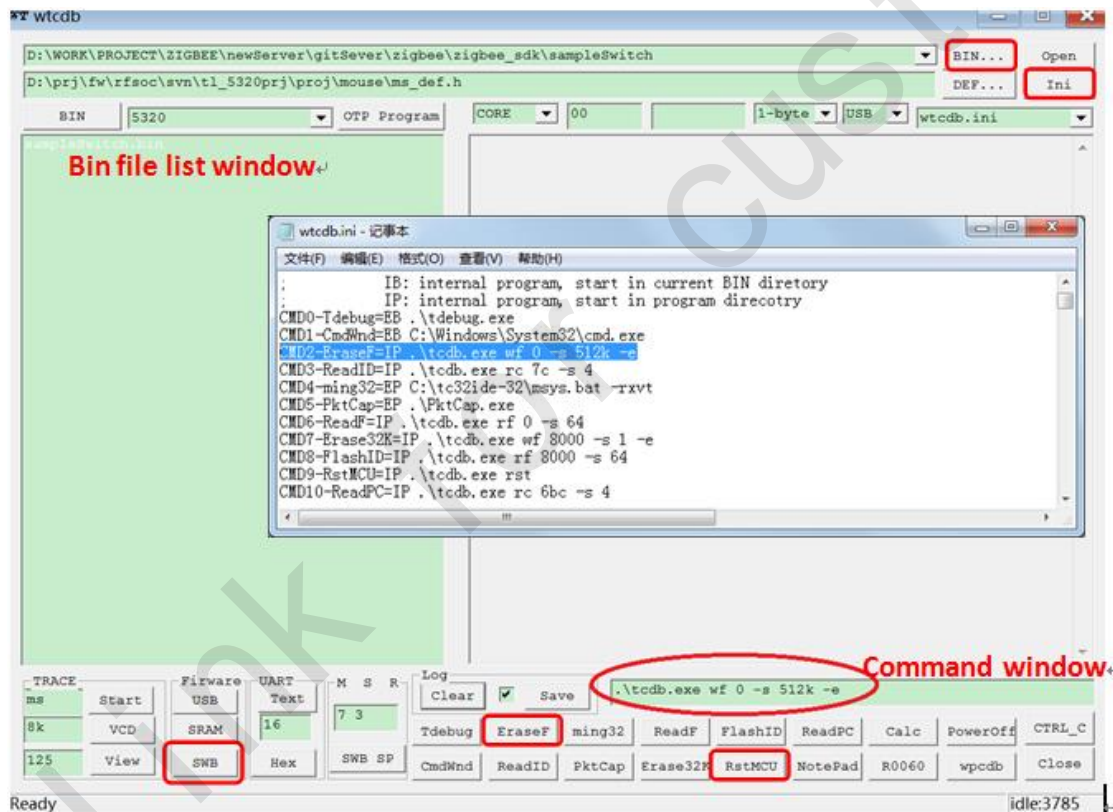 wtcdb
D:\WORK\PROJECT\ZIGBEE\newServer\gitSever\zigbee\zigbee_sdk\sampleSwitch
BIN...
Open
D:\prj\fw\rfsoc\svn\tl_5320prj\proj\mouse\ms_def.h
DEF...
Ini
BIN
5320
OTP Program
CORE
00
1-byte
USB
wtcdb.ini
sampleSwitch.bin
Bin file list window
wtcdb.ini - 记事本
文件(F) 编辑(E) 格式(O) 查看(V) 帮助(H)
; IB: internal program, start in current BIN diretory
; IP: internal program, start in program direcotry
CMD0-Tdebug=EB .\tdebug.exe
CMD1-CmdWnd=EB C:\Windows\System32\cmd.exe
CMD2-EraseF=IP .\tcdb.exe wf 0 -s 512k -e
CMD3-ReadID=IP .\tcdb.exe rc 7c -s 4
CMD4-ming32=EP C:\tc32ide-32\msys.bat -rxvt
CMD5-PktCap=EP .\PktCap.exe
CMD6-ReadF=IP .\tcdb.exe rf 0 -s 64
CMD7-Erase32K=IP .\tcdb.exe wf 8000 -s 1 -e
CMD8-FlashID=IP .\tcdb.exe rf 8000 -s 64
CMD9-RstMCU=IP .\tcdb.exe rst
CMD10-ReadPC=IP .\tcdb.exe rc 6bc -s 4
Command window
TRACE
Firware
UART
M S R
Log
ms
Start
USB
Text
Clear
Save
.\tcdb.exe wf 0 -s 512k -e
8k
VCD
SRAM
16
7 3
Tdebug
EraseF
ming32
ReadF
FlashID
ReadPC
Calc
PowerOff
CTRL_C
125
View
SWB
Hex
SWB SP
CmdWnd
ReadID
PktCap
Erase32K
RstMCU
NotePad
R0060
wpcdb
Close
Ready
idle:3785